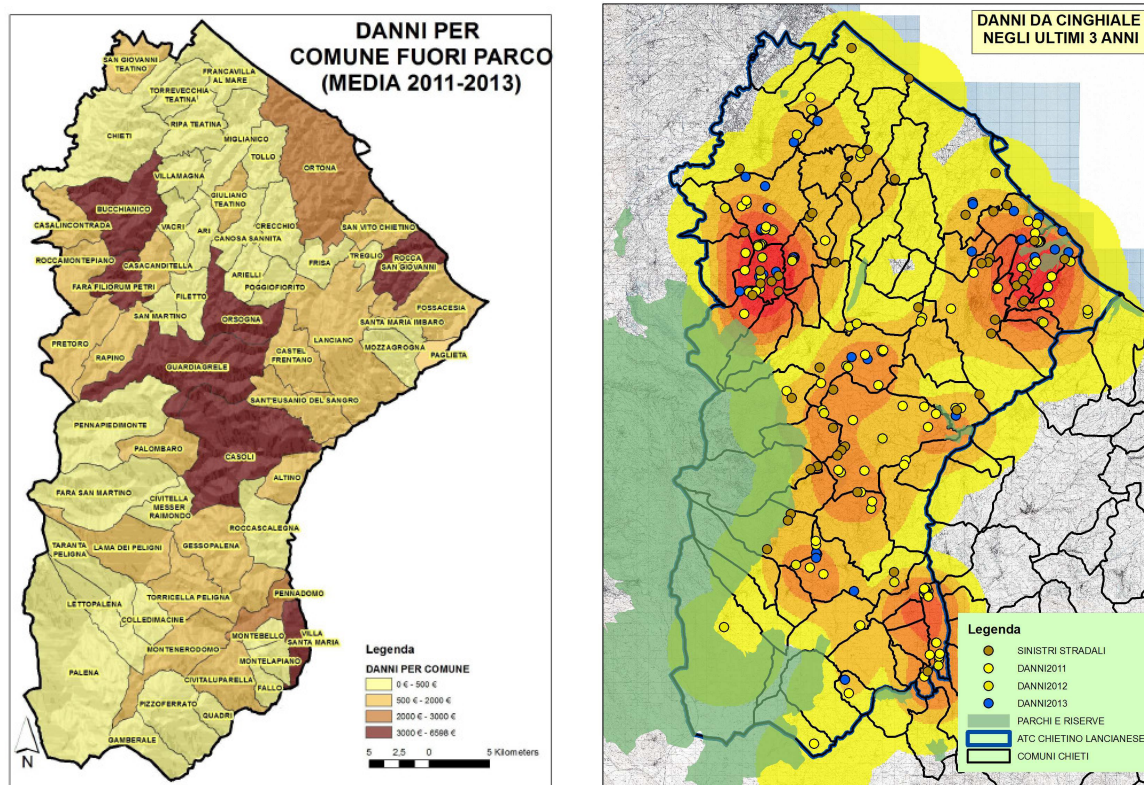 DANNI PER
COMUNE FUORI PARCO
(MEDIA 2011-2013)
SAN GIOVANNI
TEATINO
FRANCAVILLA
AL MARE
TORREVECCHIA
TEATINA
CHIETI
RIPA TEATINA
MIGLIANICO
TOLLO
ORTONA
VILLAMAGNA
BUCCHIANICO
GIULIANO
TEATINO
CASALINCONTRADA
VACRI
ARI
CRECCHIO
SAN VITO CHIETINO
CANOSA SANNITA
ROCCAMONTEPIANO
CASACANDITELLA
FRISA
TREGLIO
ROCCA
SAN GIOVANNI
FARA FILIORUM PETRI
ARIELLI
POGGIOFIORITO
FILETTO
FOSSACESIA
SAN MARTINO
ORSOGNA
SANTA MARIA IMBARO
LANCIANO
PRETORO
RAPINO
CASTEL
FRENTANO
MOZZAGROGNA
PAGLIETA
GUARDIAGRELE
SANT'EUSANIO DEL SANGRO
PENNAPIEDIMONTE
PALOMBARO
CASOLI
ALTINO
FARA SAN MARTINO
CIVITELLA
MESSER
RAIMONDO
ROCCASCALEGNA
TARANTA
PELIGNA
LAMA DEI PELIGNI
GESSOPALENA
PENNADOMO
LETTOPALENA
TORRICELLA PELIGNA
COLLEDIMACINE
MONTEBELLO
VILLA
SANTA MARIA
MONTENERODOMO
MONTELAPIANO
PALENA
CIVITALUPARELLA
FALLO
PIZZOFERRATO
QUADRI
GAMBERALE
Legenda
DANNI PER COMUNE
0 € - 500 €
500 € - 2000 €
2000 € - 3000 €
3000 € - 6598 €
5 2,5 0 5 Kilometers
N
DANNI DA CINGHIALE
NEGLI ULTIMI 3 ANNI
Legenda
SINISTRI STRADALI
DANNI2011
DANNI2012
DANNI2013
PARCHI E RISERVE
ATC CHIETINO LANCIANESE
COMUNI CHIETI